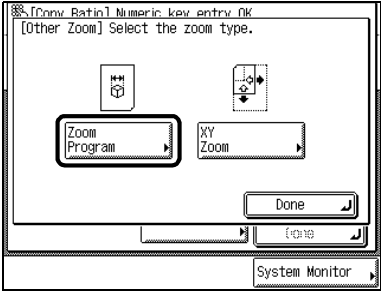 [Copy Ratio] Numeric key entry OK
[Other Zoom] Select the zoom type.
Zoom
Program
XY
Zoom
Done
Done
System Monitor